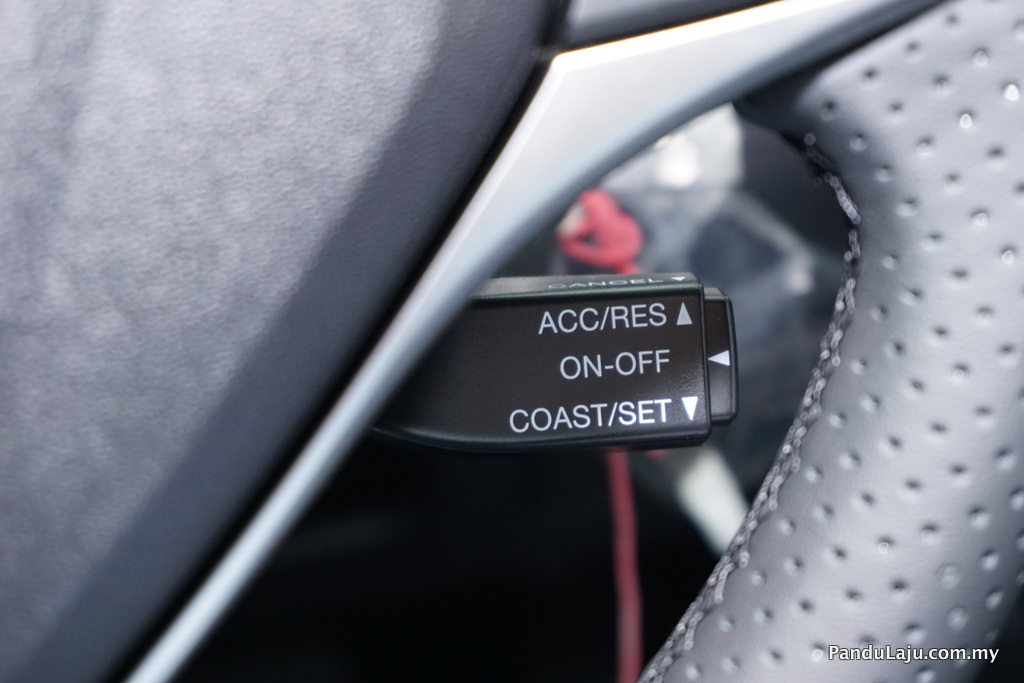 CANCEL ▼
ACC/RES ▲
ON-OFF ◀
COAST/SET ▼
PanduLaju.com.my